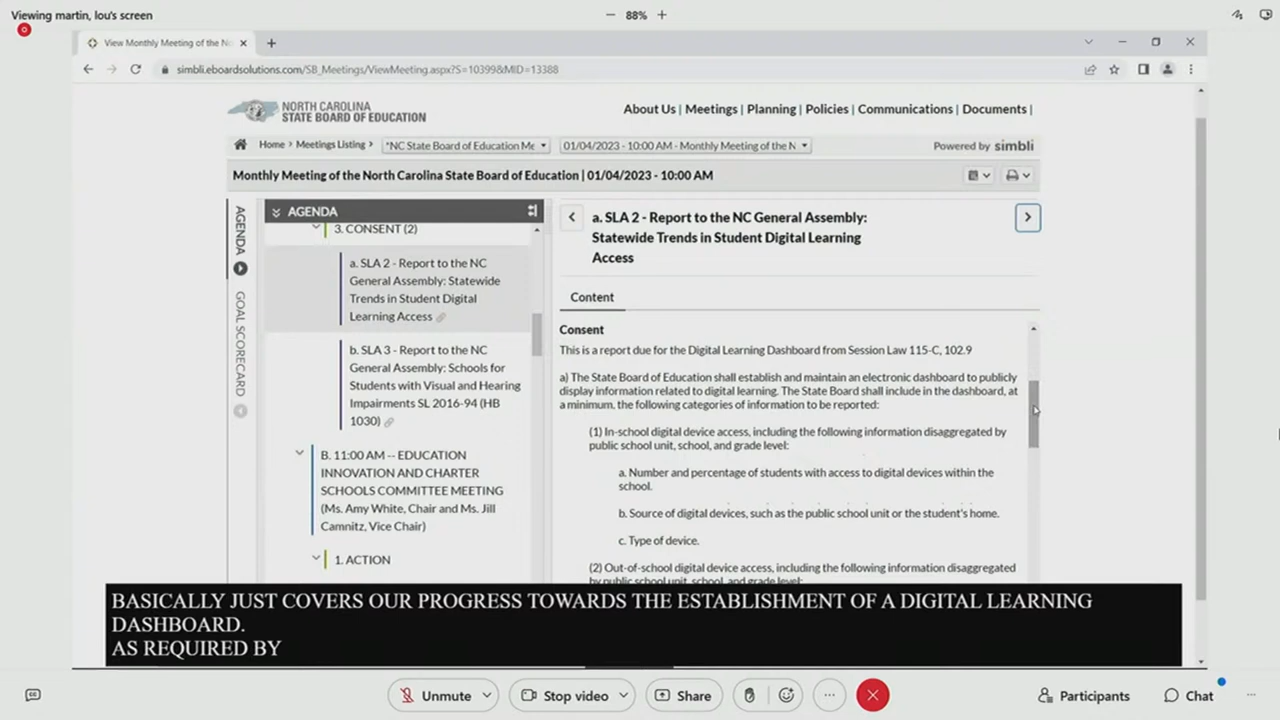 Viewing martin, lou's screen
88%
View Monthly Meeting of the No
simbli.eboardsolutions.com/SB_Meetings/ViewMeeting.aspx?S=10399&MID=13388
NORTH CAROLINA
STATE BOARD OF EDUCATION
About Us | Meetings | Planning | Policies | Communications | Documents |
Home > Meetings Listing >
*NC State Board of Education Me
01/04/2023 - 10:00 AM - Monthly Meeting of the N
Powered by simbli
Monthly Meeting of the North Carolina State Board of Education | 01/04/2023 - 10:00 AM
AGENDA
GOAL SCORECARD
AGENDA
3. CONSENT (2)
a. SLA 2 - Report to the NC
General Assembly: Statewide
Trends in Student Digital
Learning Access
b. SLA 3 - Report to the NC
General Assembly: Schools for
Students with Visual and Hearing
Impairments SL 2016-94 (HB
1030)
B. 11:00 AM -- EDUCATION
INNOVATION AND CHARTER
SCHOOLS COMMITTEE MEETING
(Ms. Amy White, Chair and Ms. Jill
Camnitz, Vice Chair)
1. ACTION
a. SLA 2 - Report to the NC General Assembly:
Statewide Trends in Student Digital Learning
Access
Content
Consent
This is a report due for the Digital Learning Dashboard from Session Law 115-C, 102.9
a) The State Board of Education shall establish and maintain an electronic dashboard to publicly
display information related to digital learning. The State Board shall include in the dashboard, at
a minimum, the following categories of information to be reported:
(1) In-school digital device access, including the following information disaggregated by
public school unit, school, and grade level:
a. Number and percentage of students with access to digital devices within the
school.
b. Source of digital devices, such as the public school unit or the student's home.
c. Type of device.
(2) Out-of-school digital device access, including the following information disaggregated
by public school unit, school, and grade level:
BASICALLY JUST COVERS OUR PROGRESS TOWARDS THE ESTABLISHMENT OF A DIGITAL LEARNING
DASHBOARD.
AS REQUIRED BY
Unmute
Stop video
Share
Participants
Chat